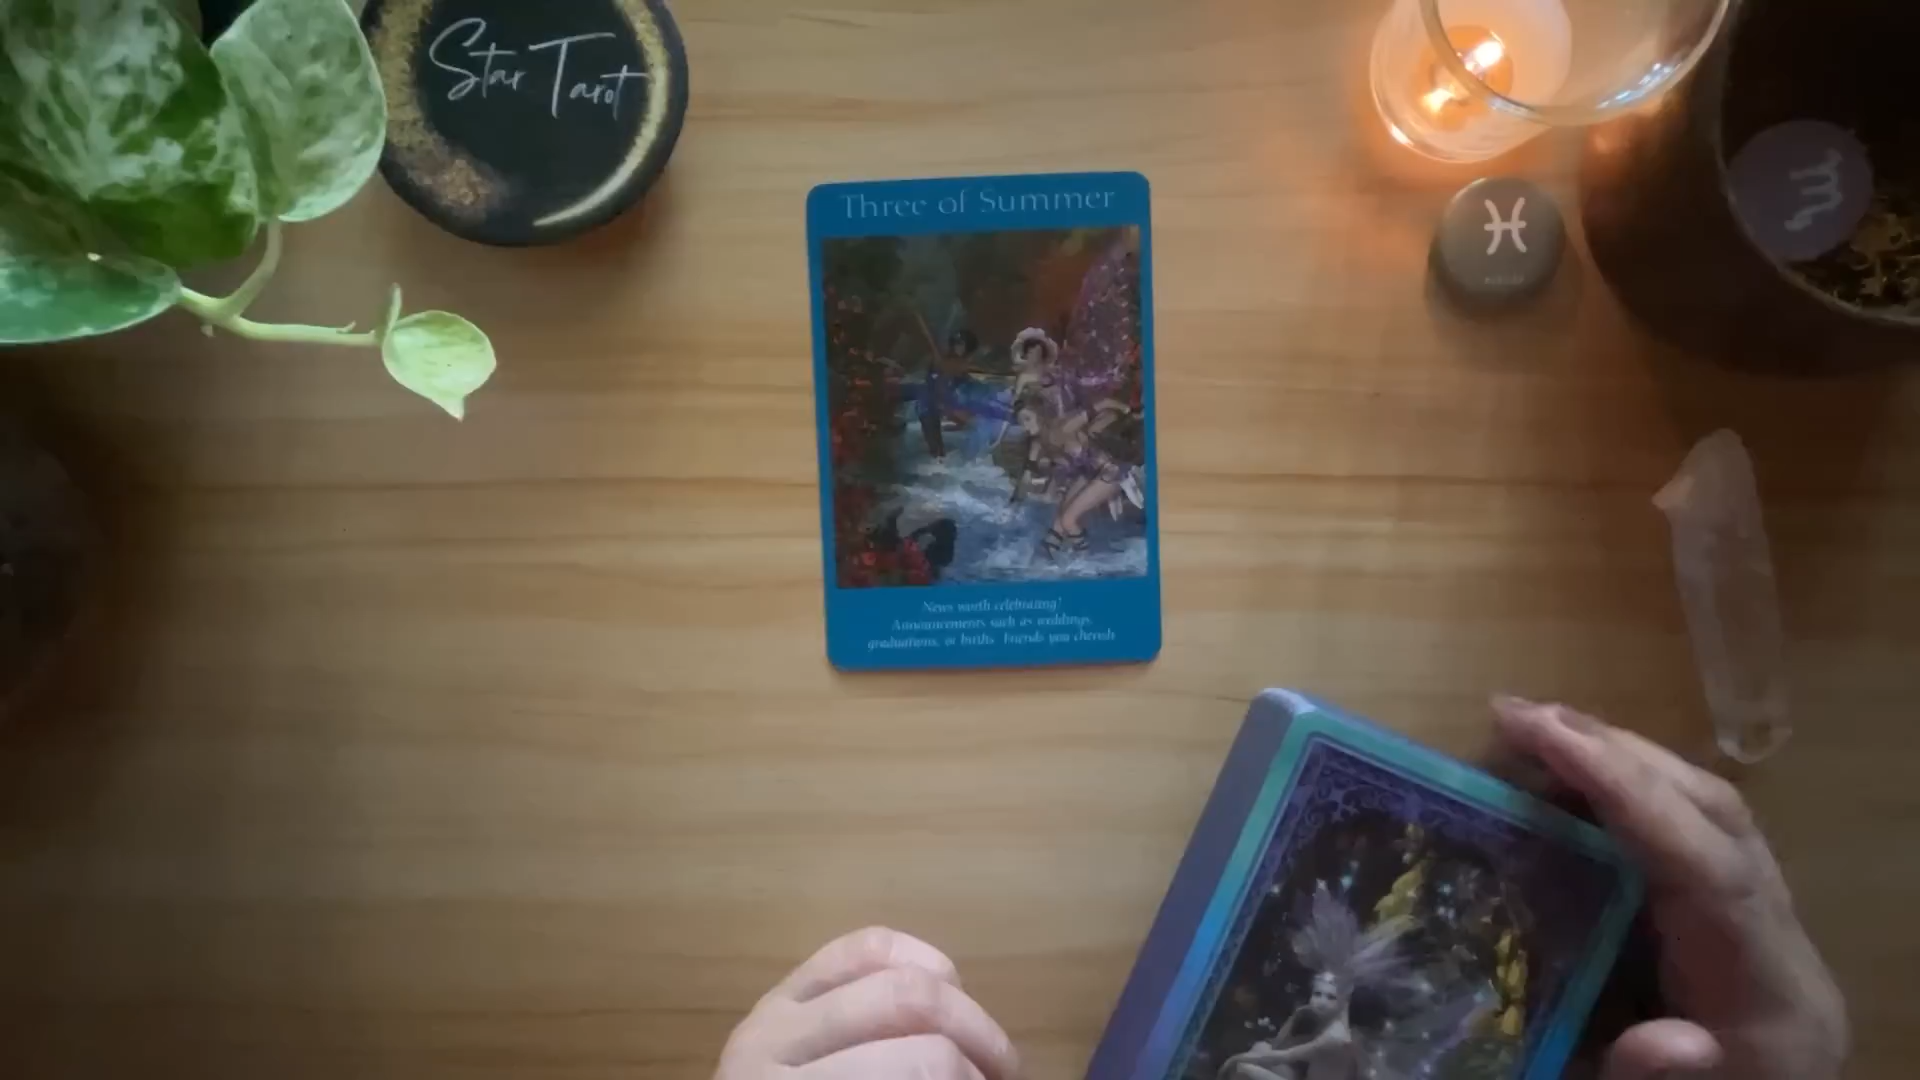 Star Tarot
Three of Summer
News worth celebrating!
Announcements such as weddings,
graduations, or births. Friends you cherish